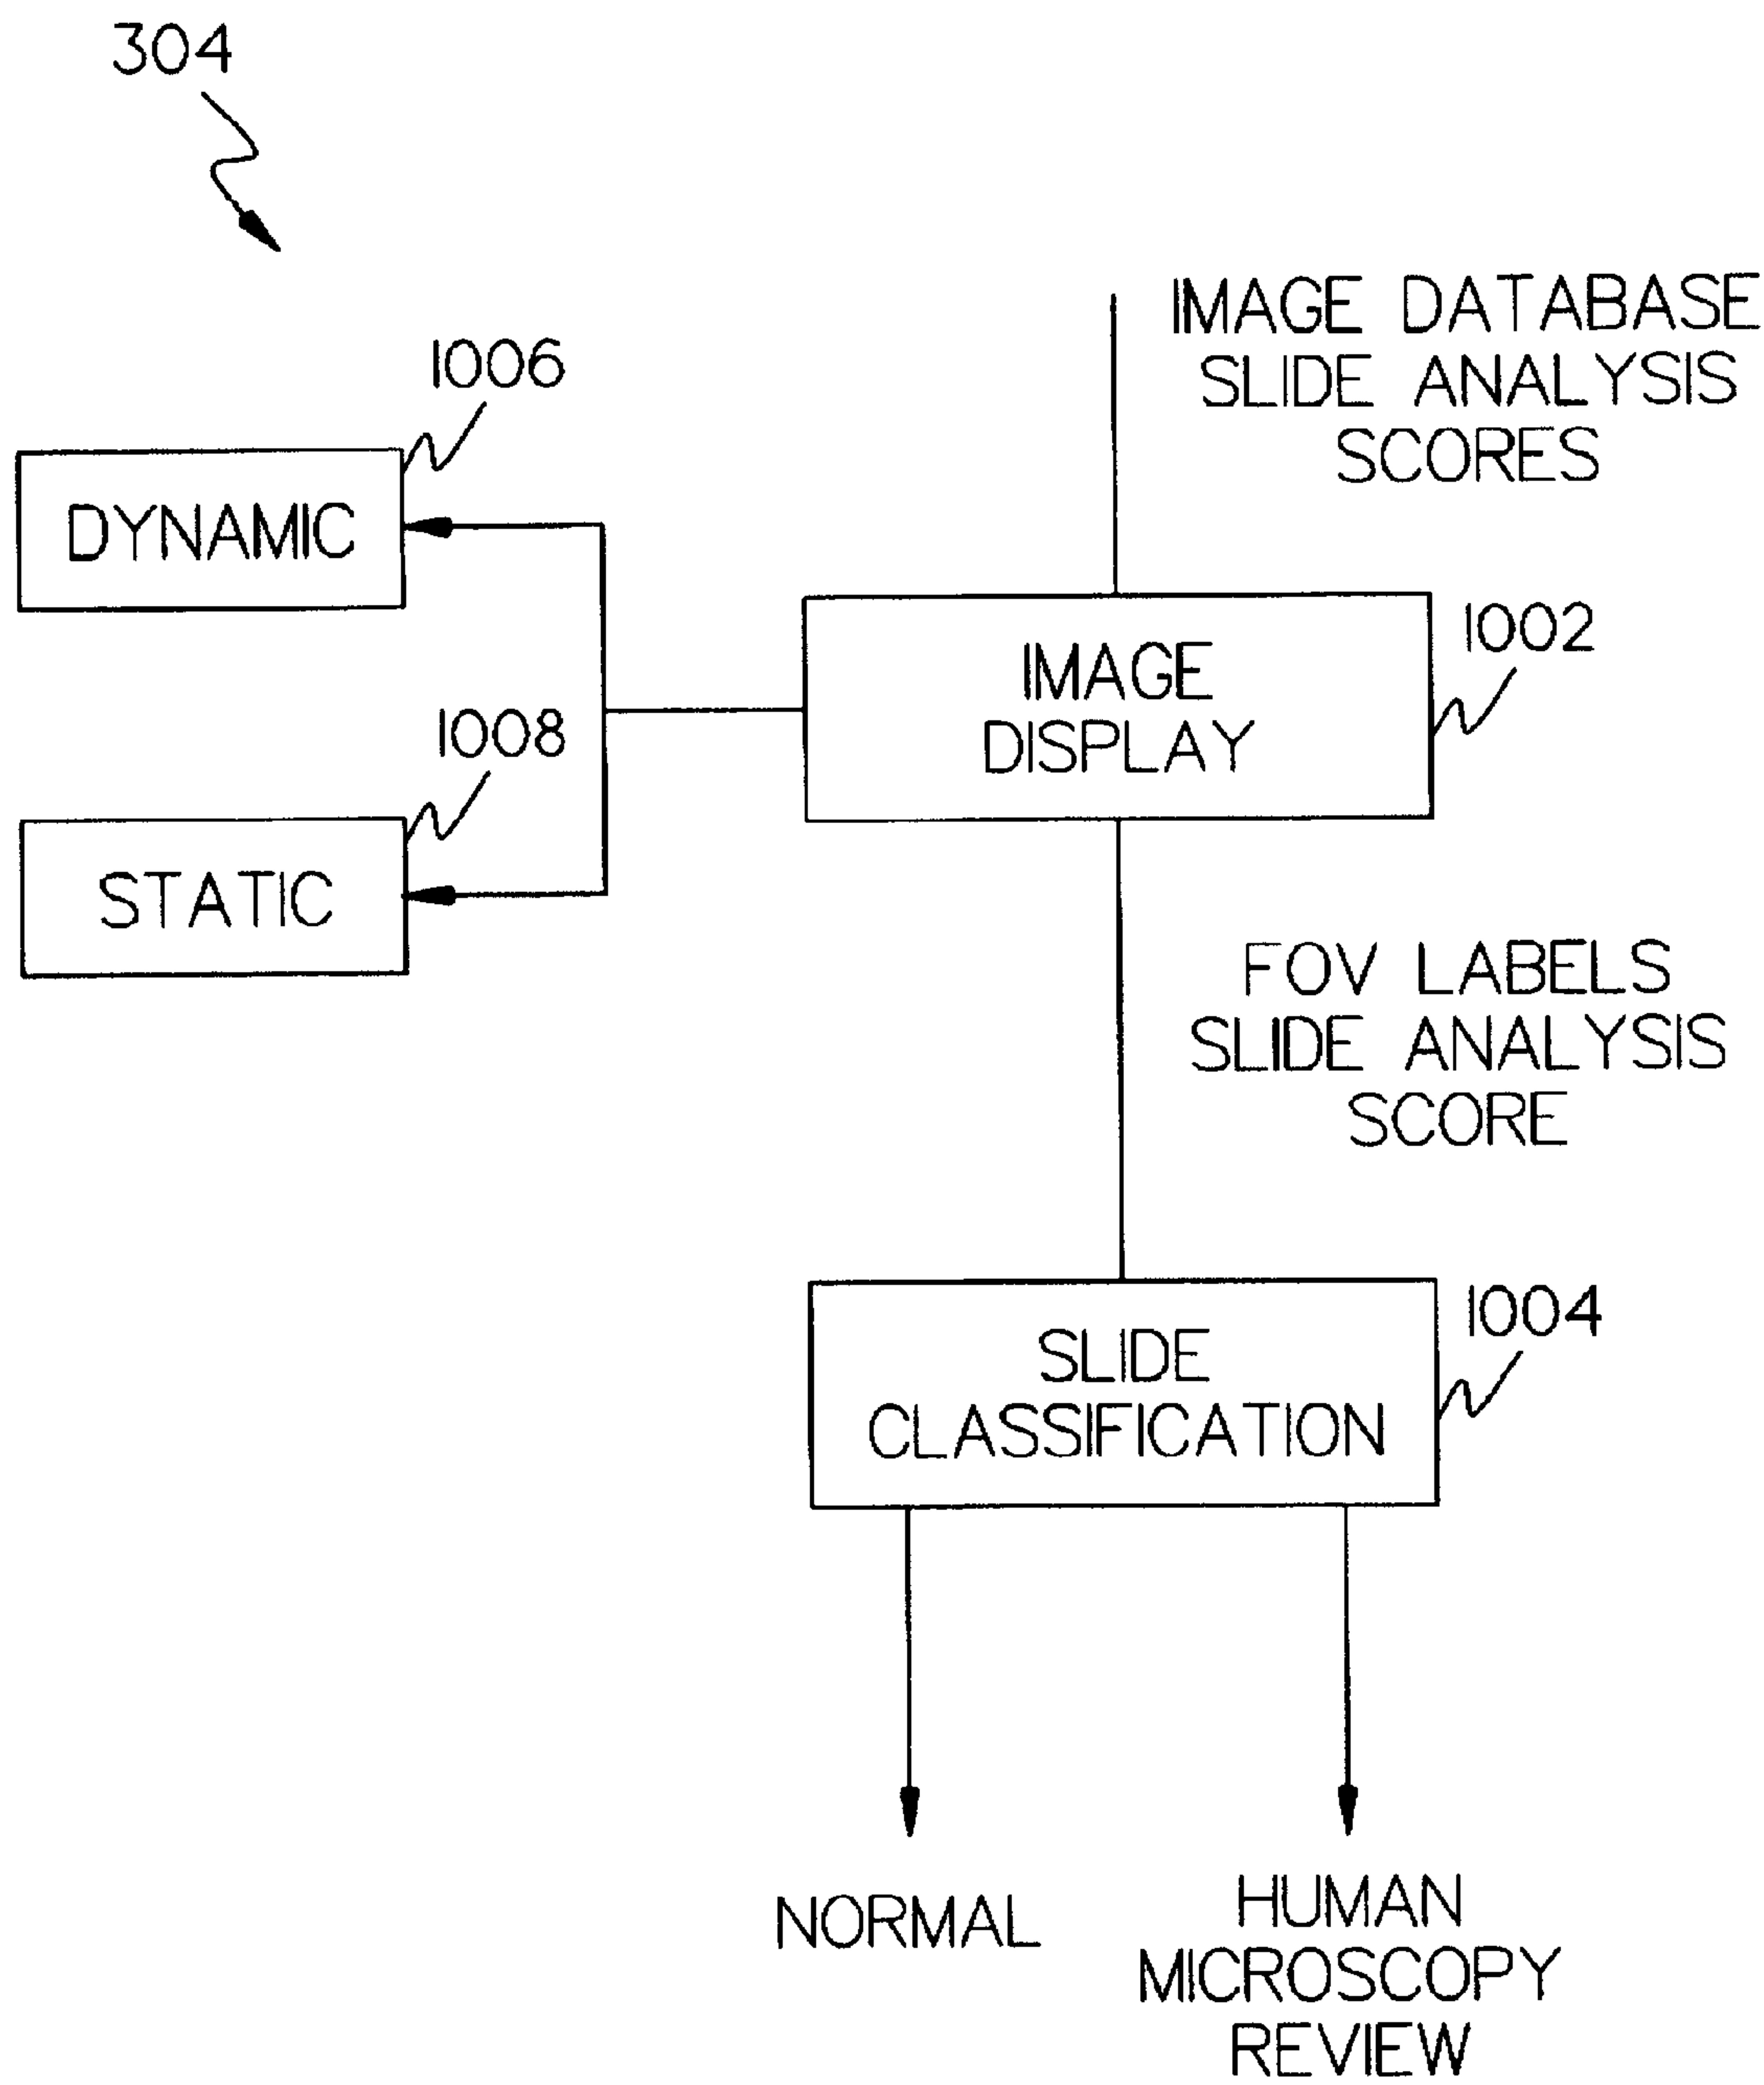 304
IMAGE DATABASE
SLIDE ANALYSIS
SCORES
1006
DYNAMIC
1002
IMAGE
DISPLAY
1008
STATIC
FOV LABELS
SLIDE ANALYSIS
SCORE
1004
SLIDE
CLASSIFICATION
NORMAL
HUMAN
MICROSCOPY
REVIEW